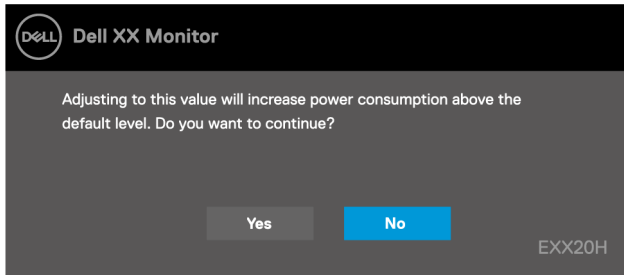 DELL Dell XX Monitor
Adjusting to this value will increase power consumption above the
default level. Do you want to continue?
Yes No
EXX20H